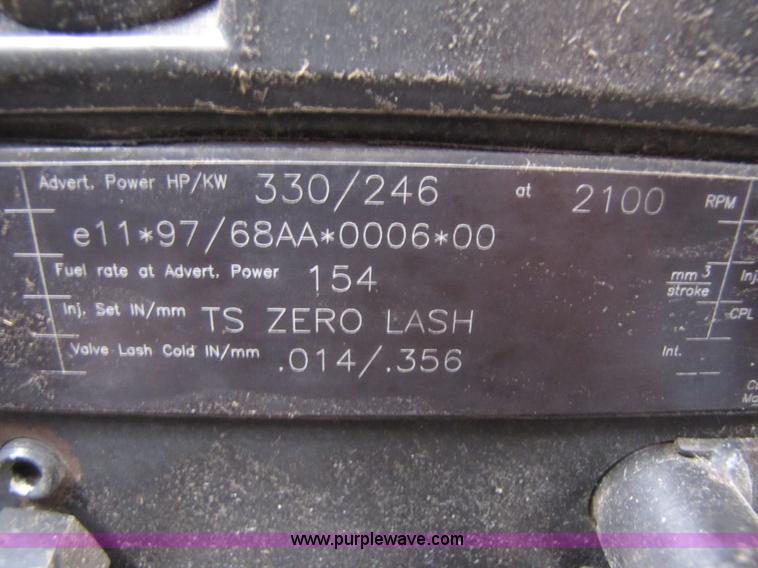 Advert. Power HP/KW 330/246 at 2100 RPM
e11*97/68AA*0006*00
Fuel rate at Advert. Power 154 mm3/stroke Inj.
Inj. Set IN/mm TS ZERO LASH CPL
Valve Lash Cold IN/mm .014/.356 Int.
www.purplewave.com